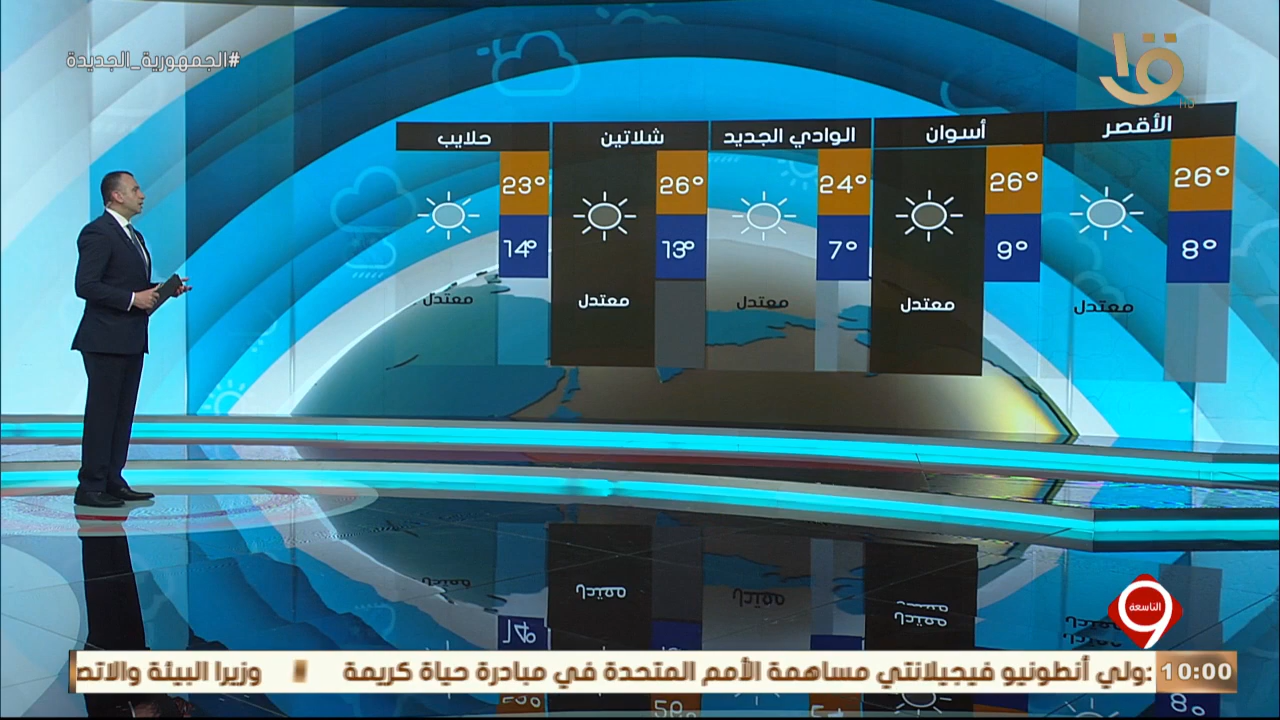 #الجمهورية_الجديدة
الأقصر
26°
8°
معتدل
أسوان
26°
9°
معتدل
الوادي الجديد
24°
7°
معتدل
شلاتين
26°
13°
معتدل
حلايب
23°
14°
معتدل
التاسعة
9
10:00
ولي أنطونيو فيجيلانتي مساهمة الأمم المتحدة في مبادرة حياة كريمة
وزيرا البيئة والاتص